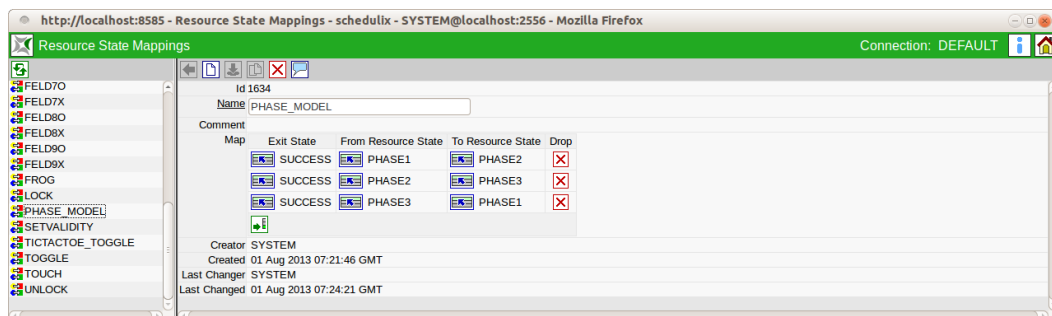 http://localhost:8585 - Resource State Mappings - schedulix - SYSTEM@localhost:2556 - Mozilla Firefox
Resource State Mappings Connection: DEFAULT
FELD7O
FELD7X
FELD8O
FELD8X
FELD9O
FELD9X
FROG
LOCK
PHASE_MODEL
SETVALIDITY
TICTACTOE_TOGGLE
TOGGLE
TOUCH
UNLOCK
Id 1634
Name PHASE_MODEL
Comment
Map Exit State From Resource State To Resource State Drop
SUCCESS PHASE1 PHASE2
SUCCESS PHASE2 PHASE3
SUCCESS PHASE3 PHASE1
Creator SYSTEM
Created 01 Aug 2013 07:21:46 GMT
Last Changer SYSTEM
Last Changed 01 Aug 2013 07:24:21 GMT